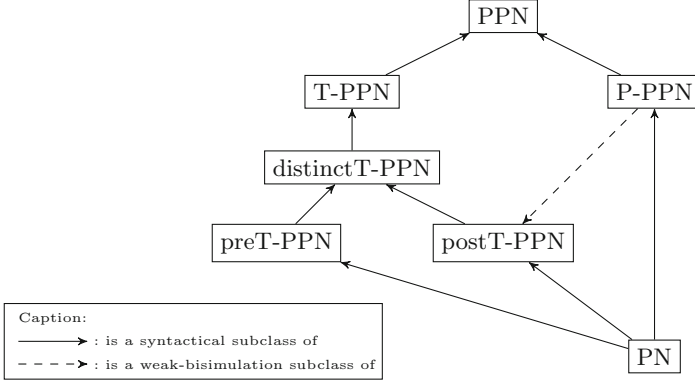 PPN
T-PPN
P-PPN
distinctT-PPN
preT-PPN
postT-PPN
PN
Caption:
: is a syntactical subclass of
: is a weak-bisimulation subclass of